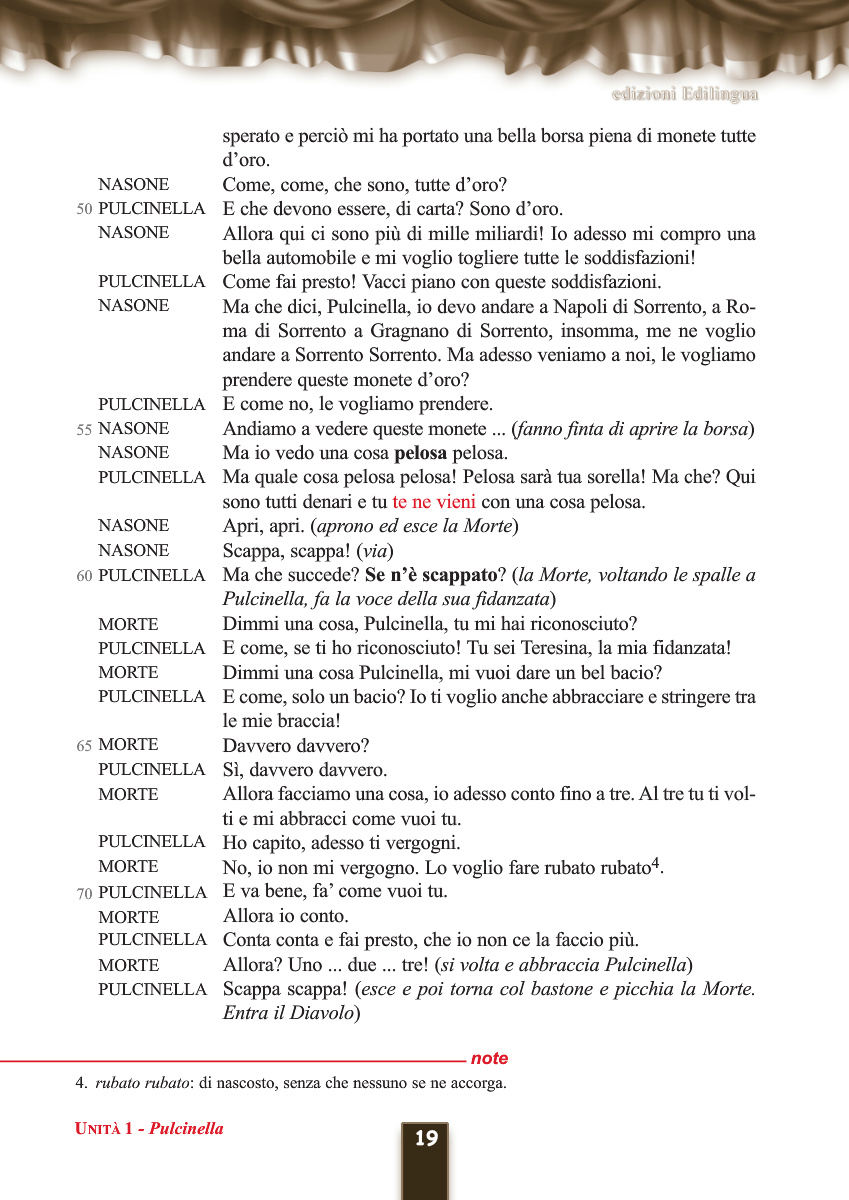 edizioni Edilingua
sperato e perciò mi ha portato una bella borsa piena di monete tutte
d’oro.
NASONE Come, come, che sono, tutte d’oro?
50 PULCINELLA E che devono essere, di carta? Sono d’oro.
NASONE Allora qui ci sono più di mille miliardi! Io adesso mi compro una
bella automobile e mi voglio togliere tutte le soddisfazioni!
PULCINELLA Come fai presto! Vacci piano con queste soddisfazioni.
NASONE Ma che dici, Pulcinella, io devo andare a Napoli di Sorrento, a Ro-
ma di Sorrento a Gragnano di Sorrento, insomma, me ne voglio
andare a Sorrento Sorrento. Ma adesso veniamo a noi, le vogliamo
prendere queste monete d’oro?
PULCINELLA E come no, le vogliamo prendere.
55 NASONE Andiamo a vedere queste monete ... (fanno finta di aprire la borsa)
NASONE Ma io vedo una cosa pelosa pelosa.
PULCINELLA Ma quale cosa pelosa pelosa! Pelosa sarà tua sorella! Ma che? Qui
sono tutti denari e tu te ne vieni con una cosa pelosa.
NASONE Apri, apri. (aprono ed esce la Morte)
NASONE Scappa, scappa! (via)
60 PULCINELLA Ma che succede? Se n’è scappato? (la Morte, voltando le spalle a
Pulcinella, fa la voce della sua fidanzata)
MORTE Dimmi una cosa, Pulcinella, tu mi hai riconosciuto?
PULCINELLA E come, se ti ho riconosciuto! Tu sei Teresina, la mia fidanzata!
MORTE Dimmi una cosa Pulcinella, mi vuoi dare un bel bacio?
PULCINELLA E come, solo un bacio? Io ti voglio anche abbracciare e stringere tra
le mie braccia!
65 MORTE Davvero davvero?
PULCINELLA Sì, davvero davvero.
MORTE Allora facciamo una cosa, io adesso conto fino a tre. Al tre tu ti vol-
ti e mi abbracci come vuoi tu.
PULCINELLA Ho capito, adesso ti vergogni.
MORTE No, io non mi vergogno. Lo voglio fare rubato rubato4.
70 PULCINELLA E va bene, fa’ come vuoi tu.
MORTE Allora io conto.
PULCINELLA Conta conta e fai presto, che io non ce la faccio più.
MORTE Allora? Uno ... due ... tre! (si volta e abbraccia Pulcinella)
PULCINELLA Scappa scappa! (esce e poi torna col bastone e picchia la Morte.
Entra il Diavolo)
note
4. rubato rubato: di nascosto, senza che nessuno se ne accorga.
UNITÀ 1 - Pulcinella
19